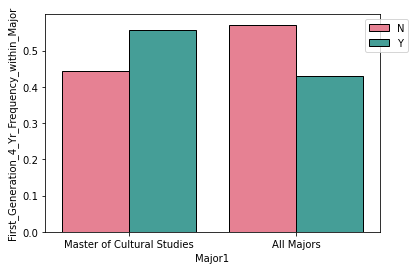 N
Y
0.5
0.4
0.3
0.2
0.1
0.0
First_Generation_4_Yr_Frequency_within_Major
Master of Cultural Studies
All Majors
Major1